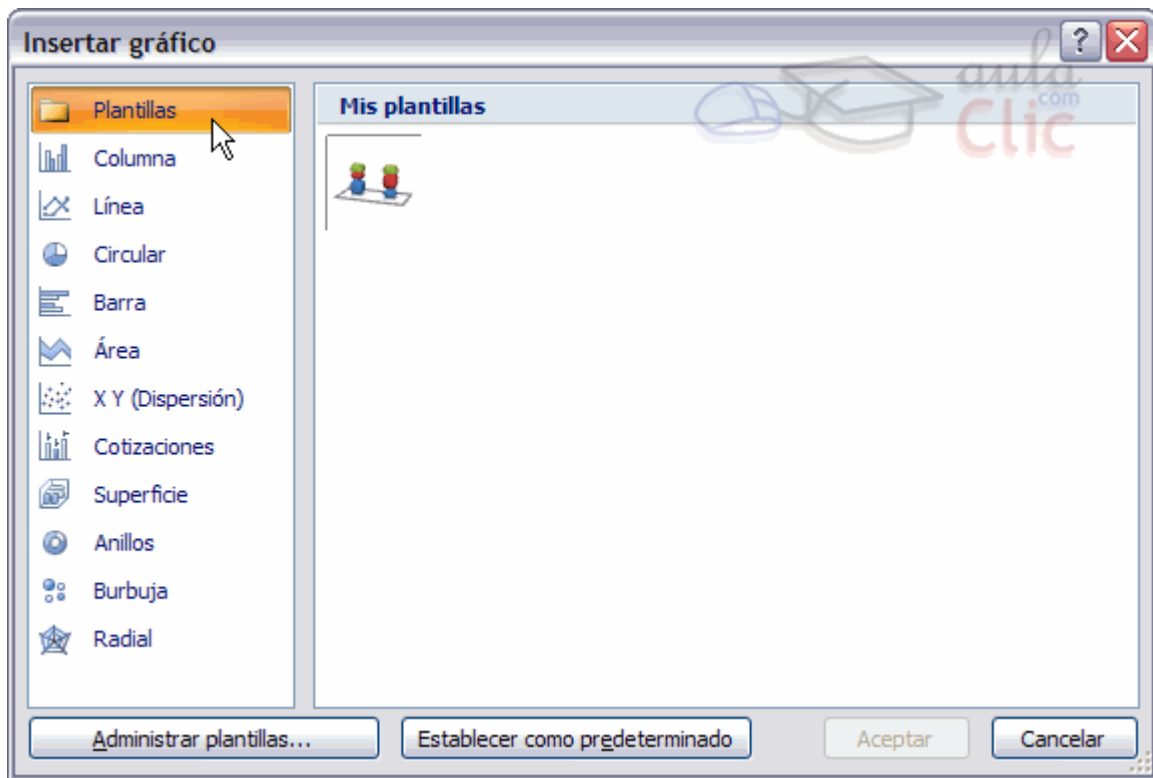 Insertar gráfico
aula
.com
Clic
Plantillas
Columna
Línea
Circular
Barra
Área
X Y (Dispersión)
Cotizaciones
Superficie
Anillos
Burbuja
Radial
Mis plantillas
Administrar plantillas...
Establecer como predeterminado
Aceptar
Cancelar